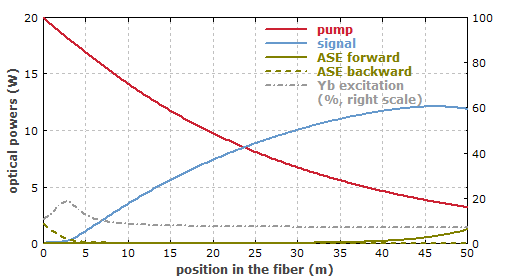 20
15
10
5
0
100
80
60
40
20
0
0
5
10
15
20
25
30
35
40
45
50
optical powers (W)
position in the fiber (m)
pump
signal
ASE forward
ASE backward
Yb excitation
(%, right scale)